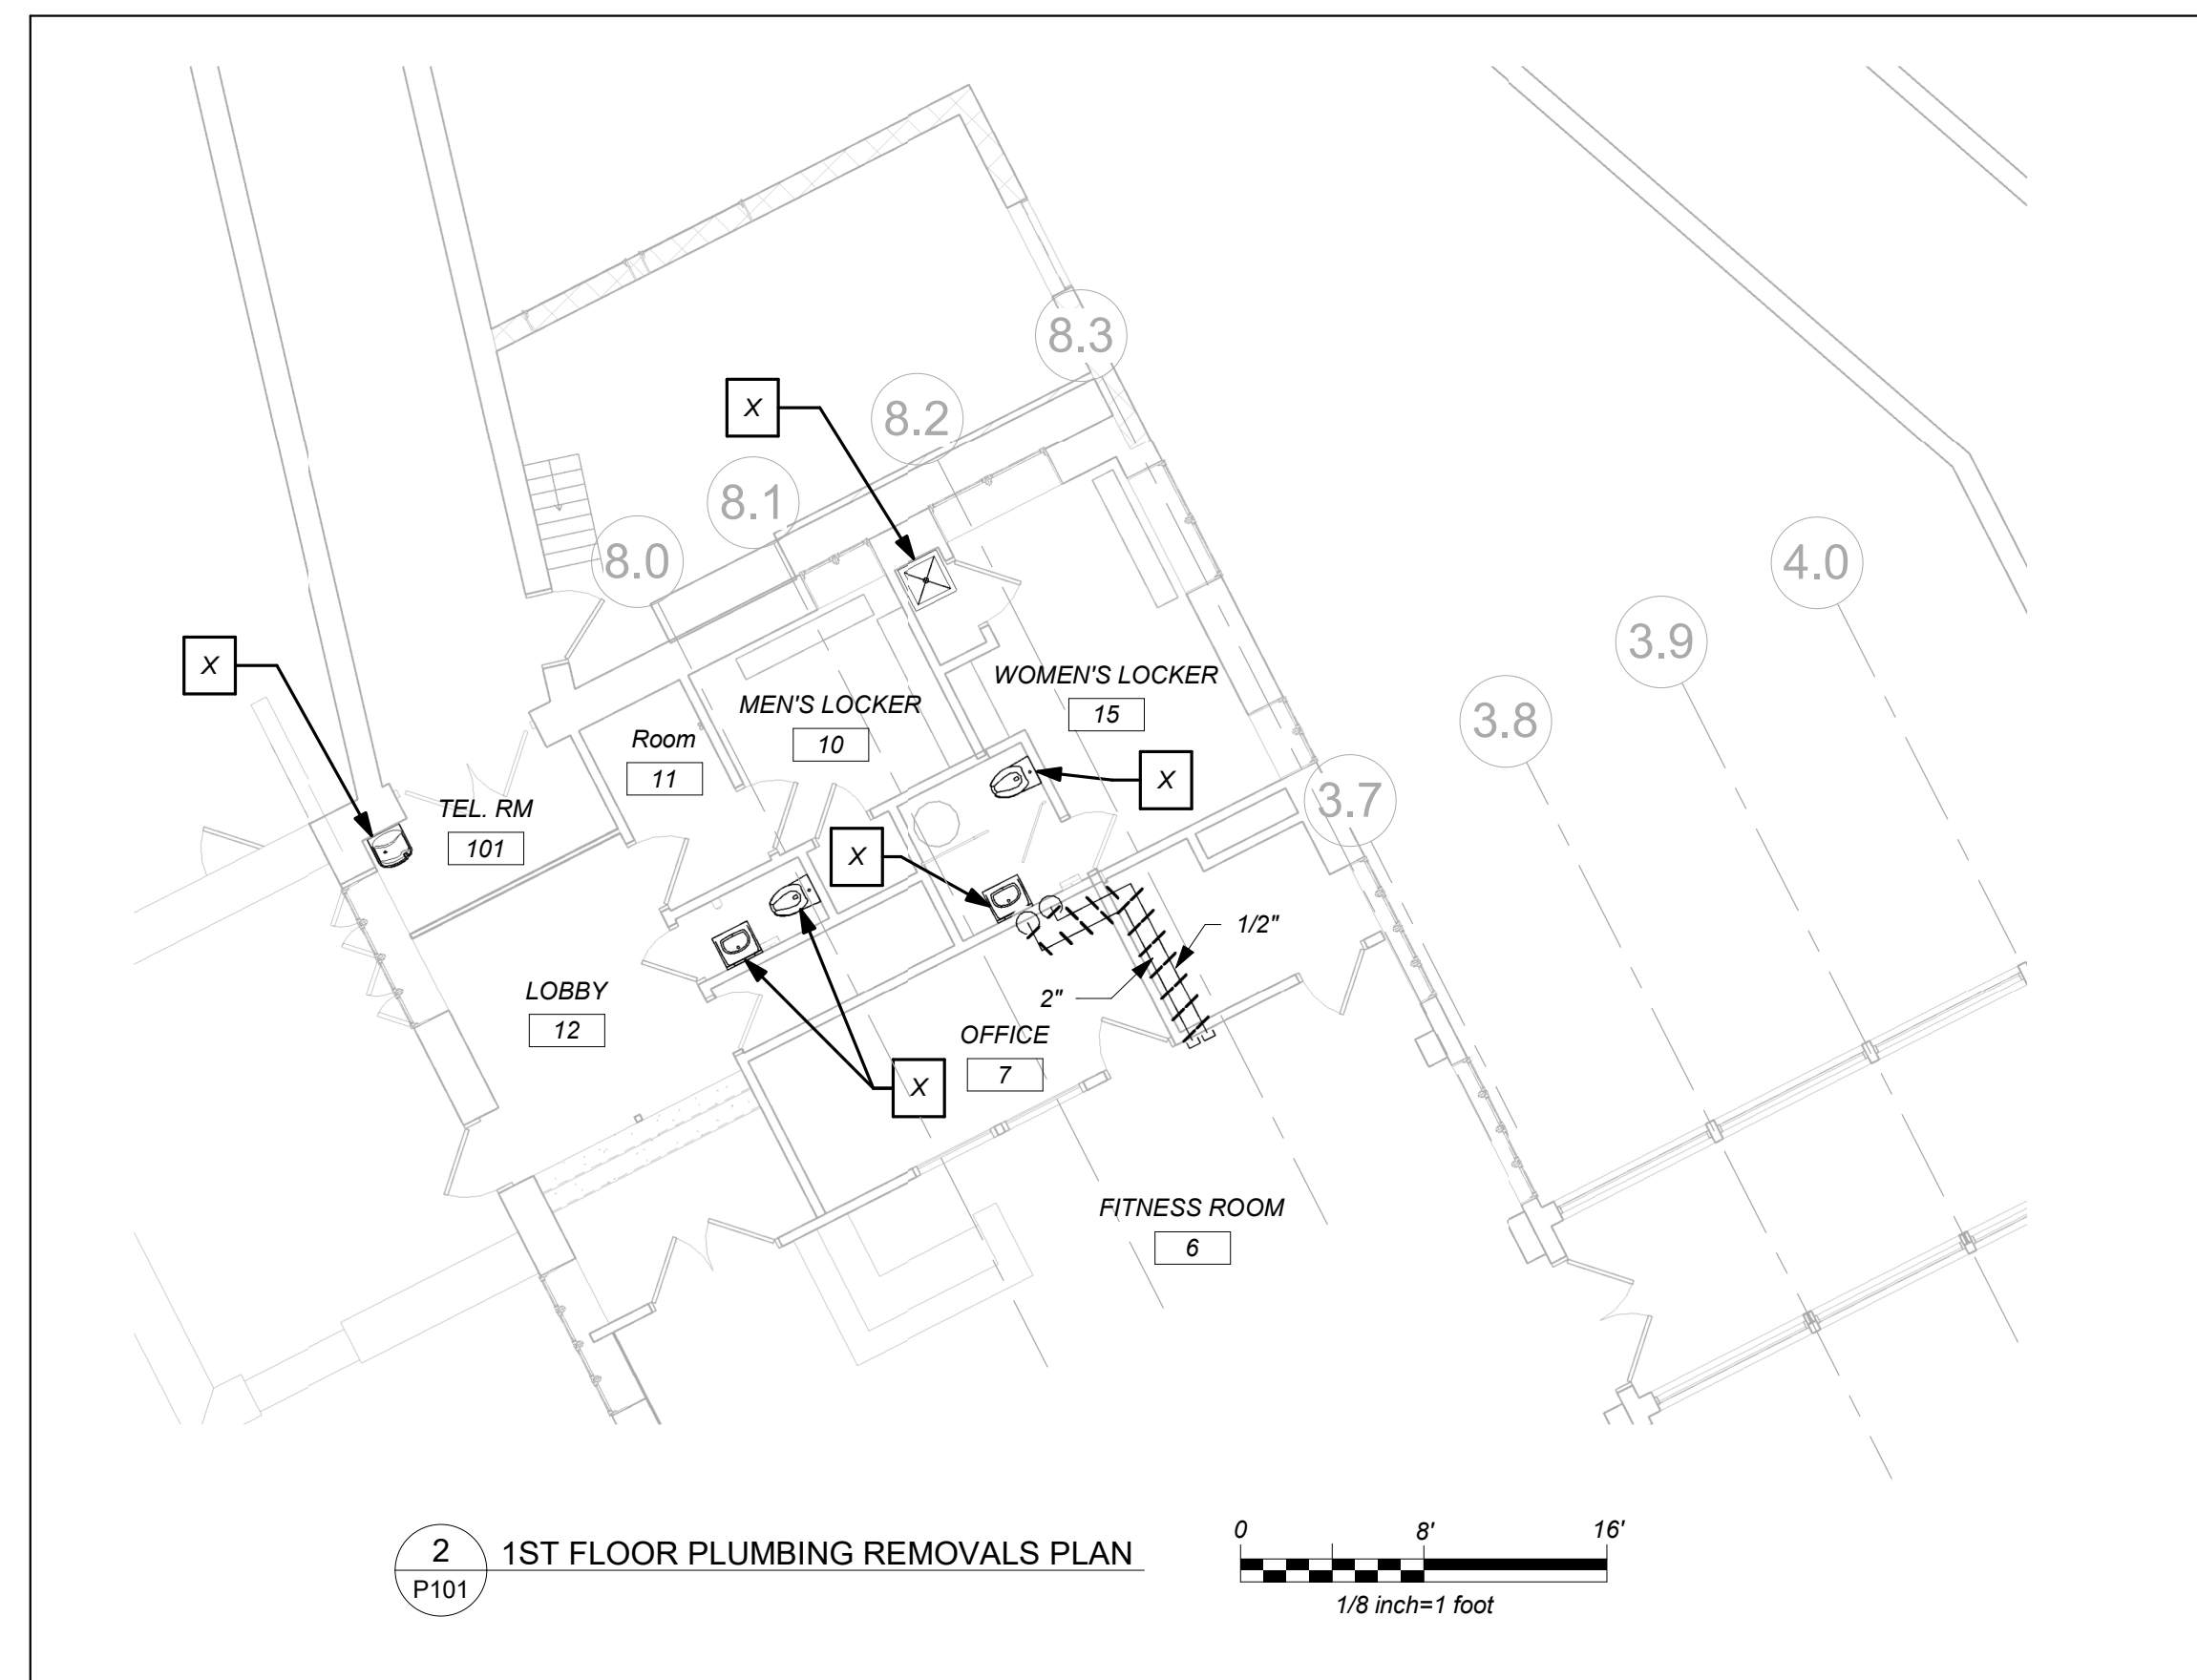 8.3
X
8.2
8.1
8.0
4.0
3.9
X
WOMEN'S LOCKER
15
3.8
MEN'S LOCKER
10
Room
11
X
3.7
TEL. RM
101
X
1/2"
2"
LOBBY
12
OFFICE
7
X
FITNESS ROOM
6
2
P101
1ST FLOOR PLUMBING REMOVALS PLAN
0 8' 16'
1/8 inch=1 foot